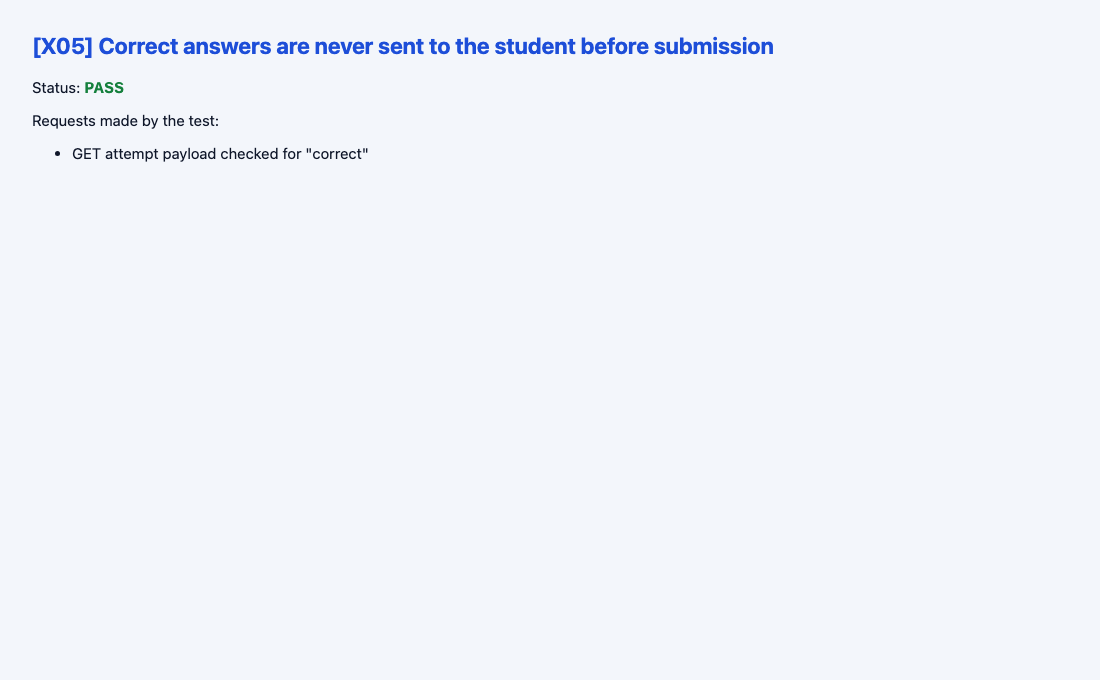 [X05] Correct answers are never sent to the student before submission
Status: PASS
Requests made by the test:
• GET attempt payload checked for "correct"